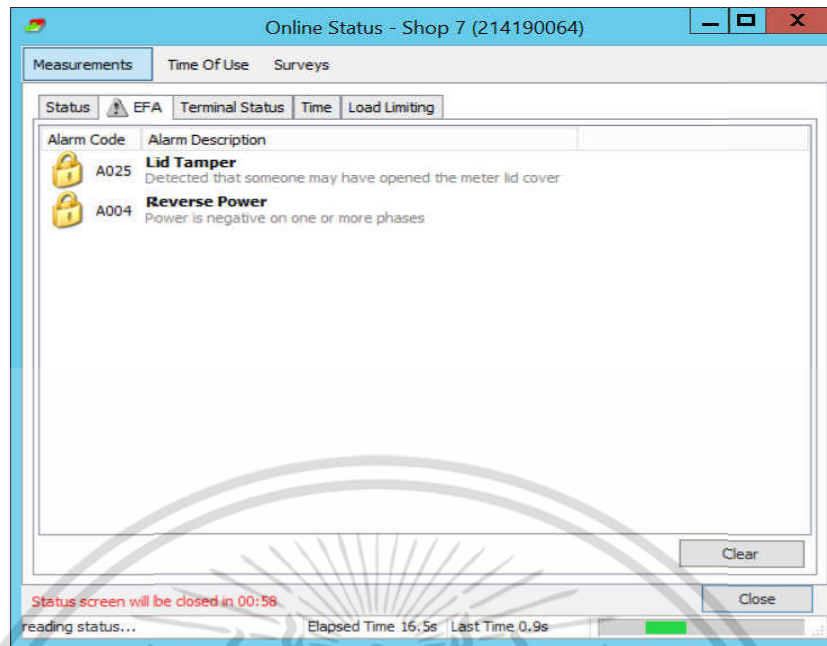 Online Status - Shop 7 (214190064)
Measurements Time Of Use Surveys
Status EFA Terminal Status Time Load Limiting
Alarm Code Alarm Description
A025 Lid Tamper
Detected that someone may have opened the meter lid cover
A004 Reverse Power
Power is negative on one or more phases
Clear
Status screen will be closed in 00:58
Close
reading status... Elapsed Time 16.5s Last Time 0.9s